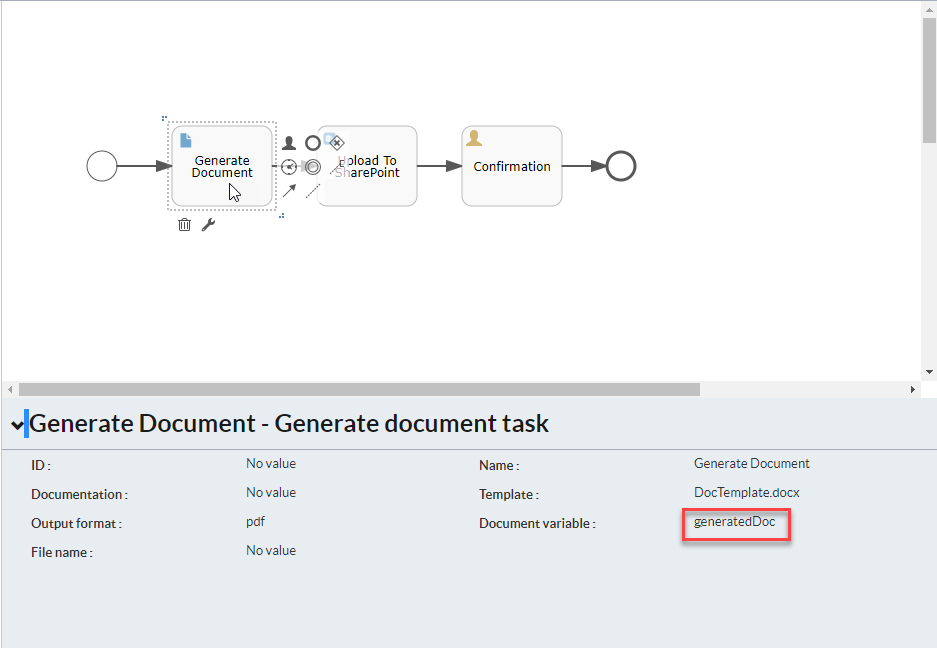 Generate
Document
Upload To
SharePoint
Confirmation
Generate Document - Generate document task
ID :
No value
Name :
Generate Document
Documentation :
No value
Template :
DocTemplate.docx
Output format :
pdf
Document variable :
generatedDoc
File name :
No value